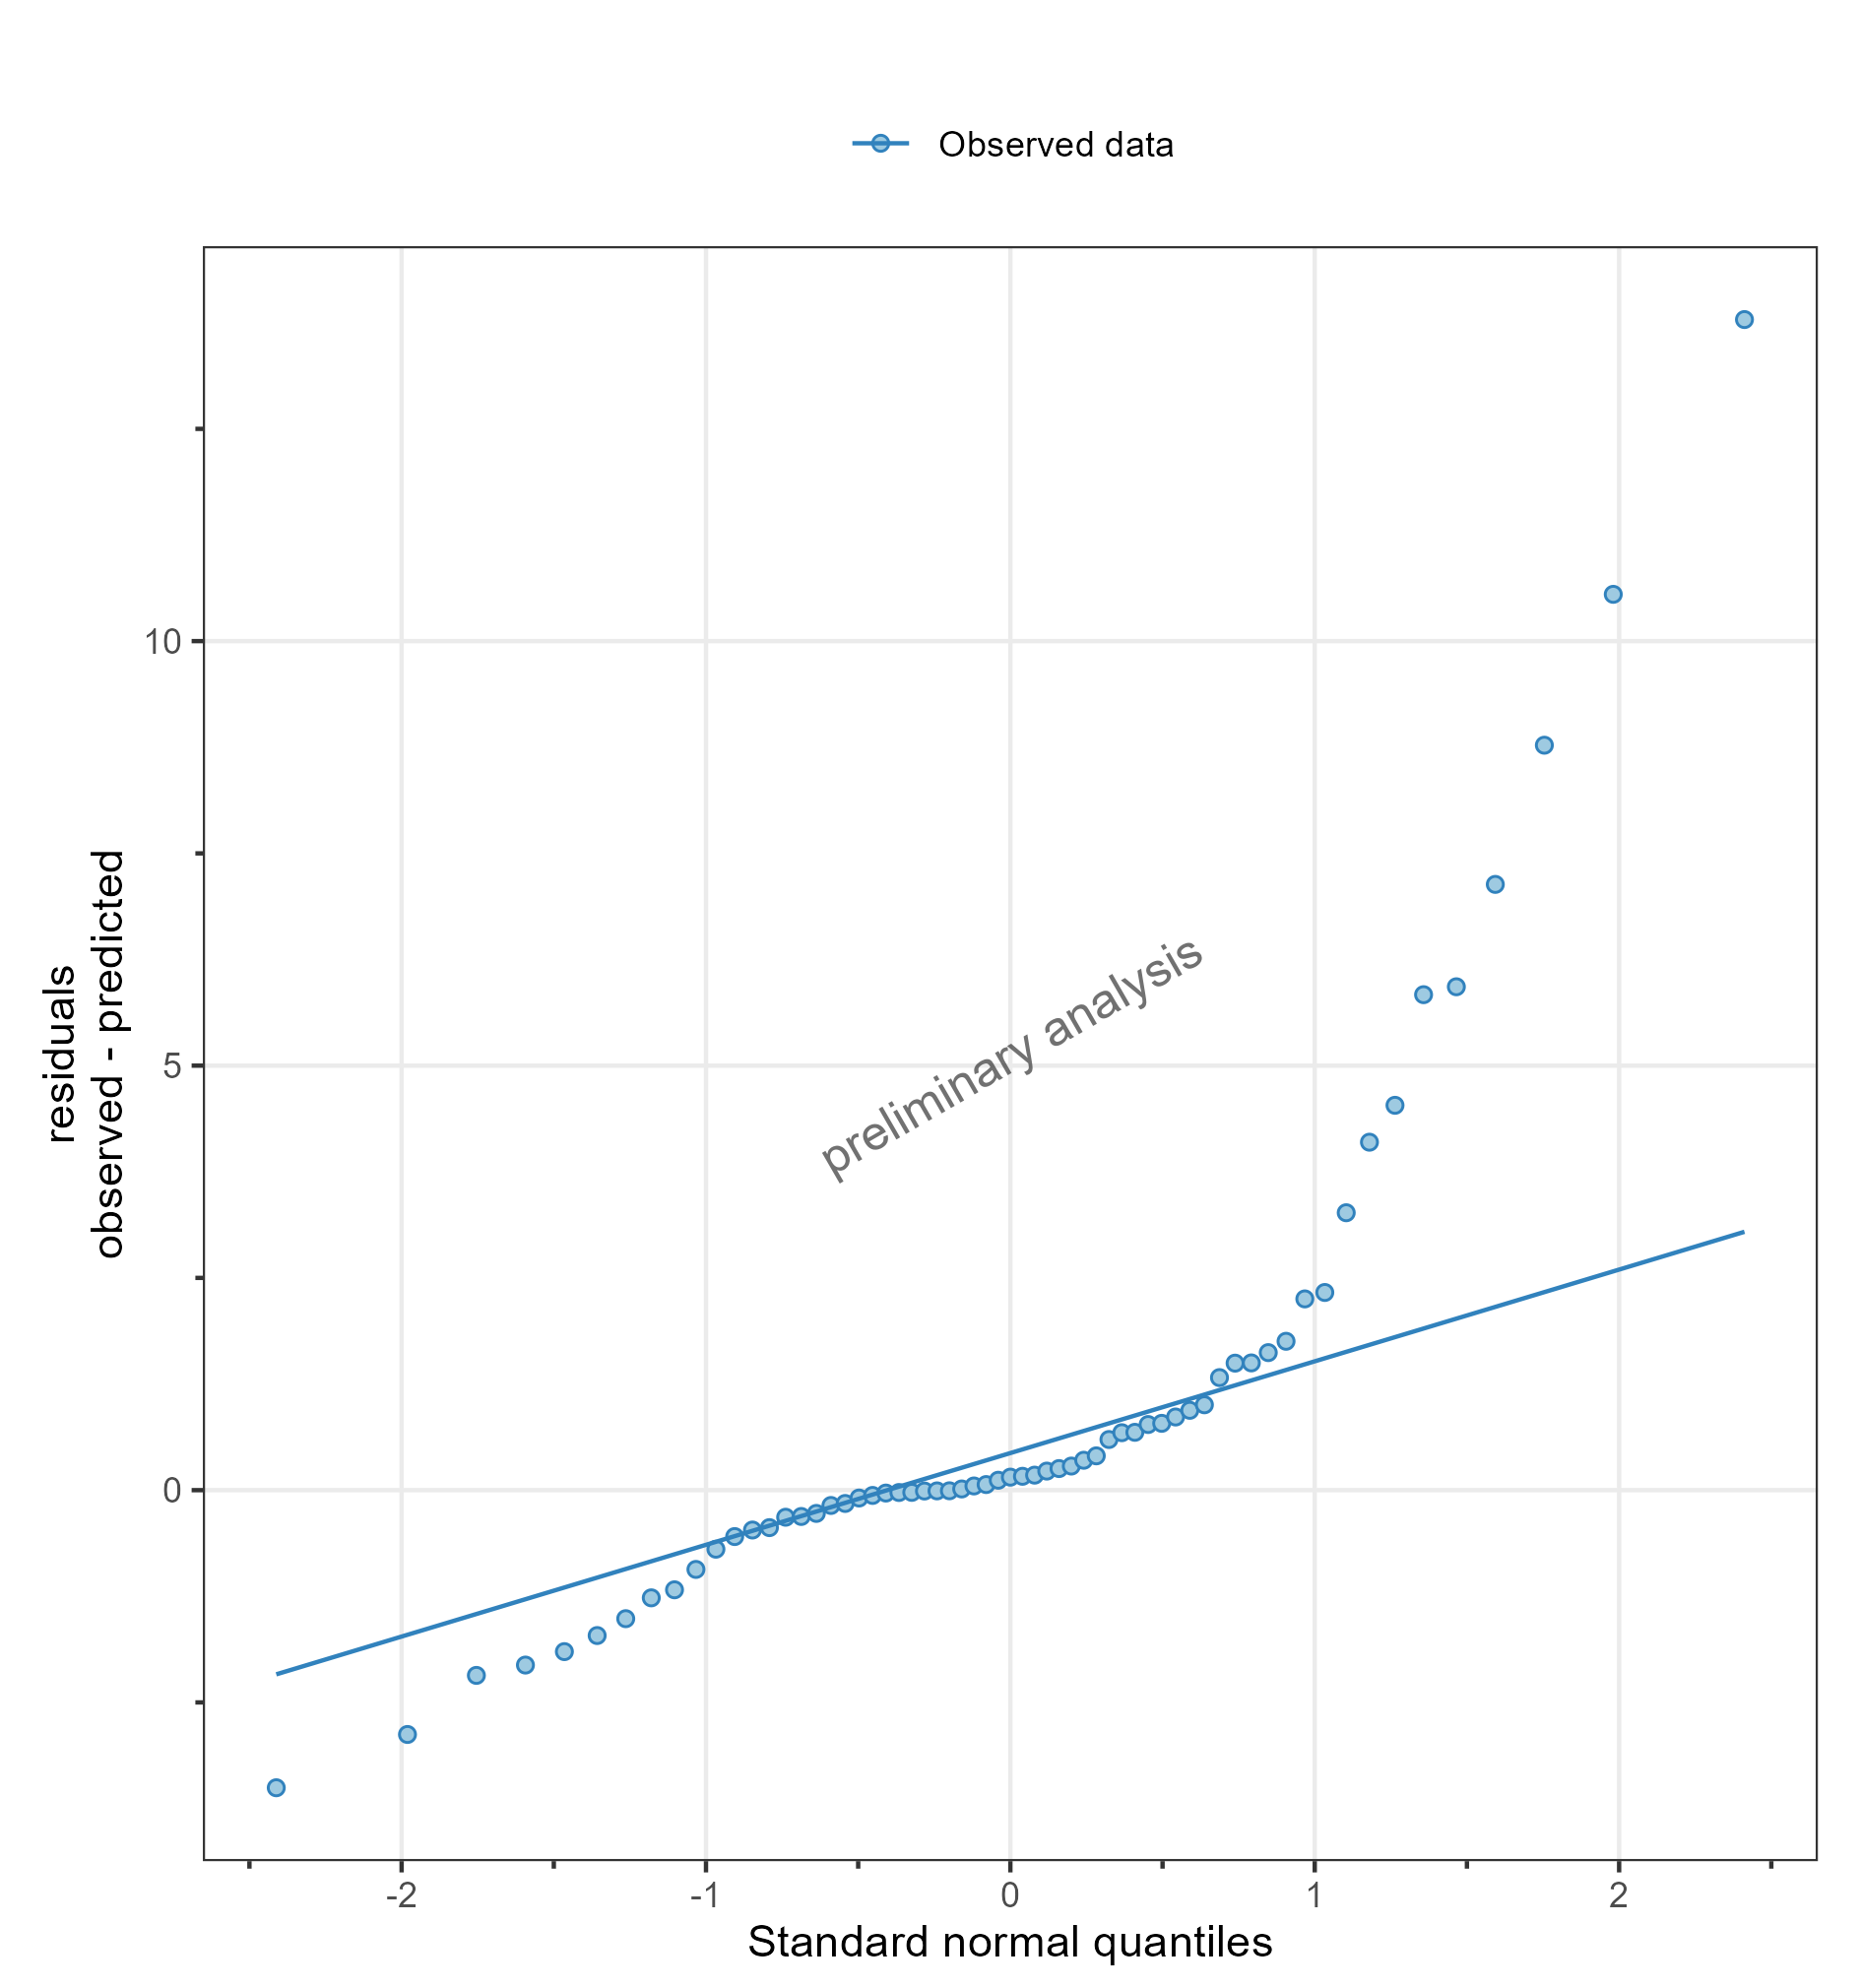 Observed data
10
5
0
residuals
observed - predicted
preliminary analysis
-2 -1 0 1 2
Standard normal quantiles